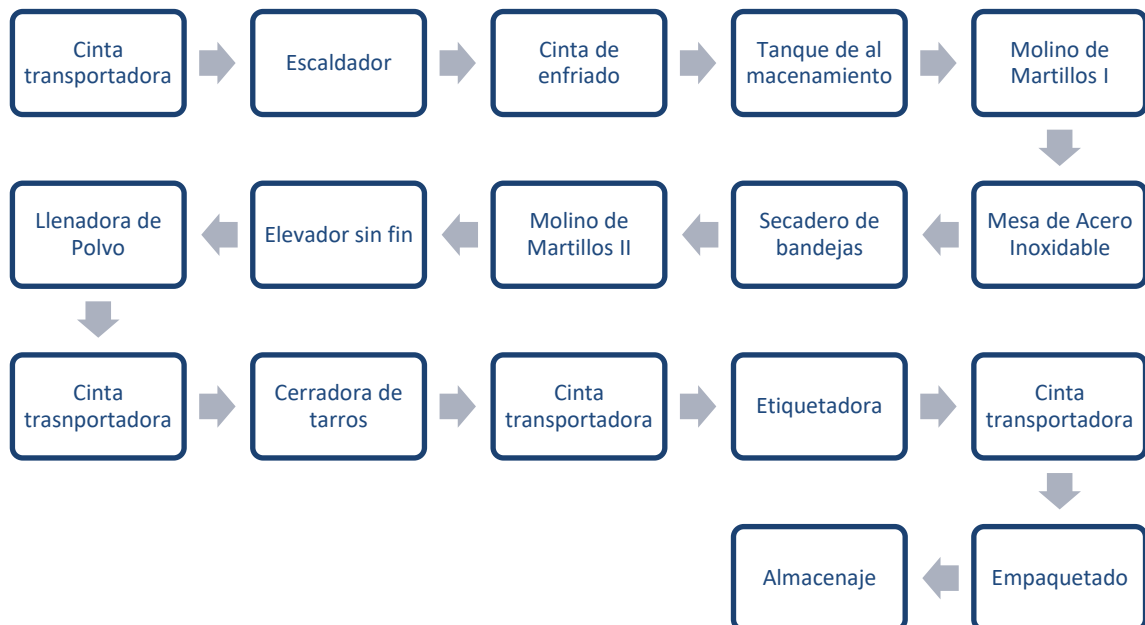 Cinta
transportadora
Escaldador
Cinta de
enfriado
Tanque de al
macenamiento
Molino de
Martillos I
Mesa de Acero
Inoxidable
Secadero de
bandejas
Molino de
Martillos II
Elevador sin fin
Llenadora de
Polvo
Cinta
trasnportadora
Cerradora de
tarros
Cinta
transportadora
Etiquetadora
Cinta
transportadora
Empaquetado
Almacenaje